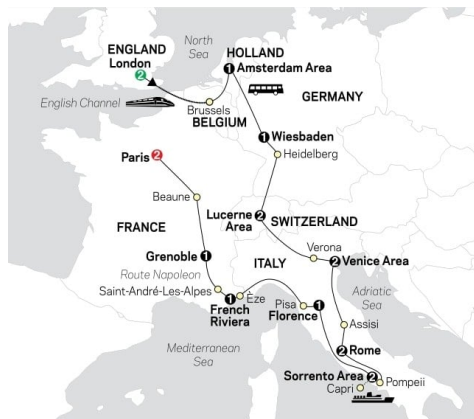 North
Sea
ENGLAND
London
2
HOLLAND
1
Amsterdam Area
English Channel
Brussels
BELGIUM
GERMANY
1
Wiesbaden
Heidelberg
Paris
2
Beaune
Lucerne
Area
2
SWITZERLAND
FRANCE
Verona
2
Venice Area
Grenoble
1
ITALY
Route Napoleon
Saint-André-Les-Alpes
Èze
1
French
Riviera
Pisa
1
Florence
Adriatic
Sea
Assisi
Mediterranean
Sea
2
Rome
Sorrento Area
2
Capri
Pompeii